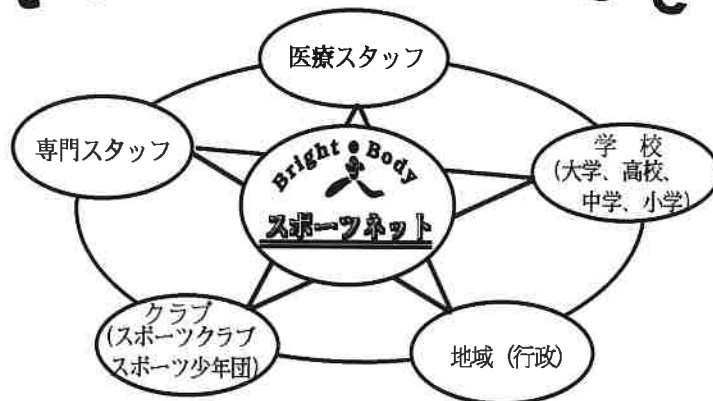 医療スタッフ
専門スタッフ
学 校
(大学、高校、
中学、小学)
Bright e Body
スポーツネット
クラブ
(スポーツクラブ
スポーツ少年団)
地域 (行政)